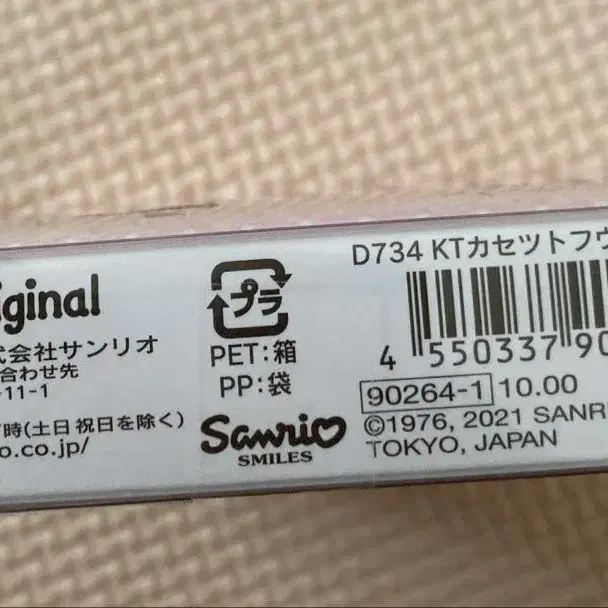 iginal
式会社サンリオ
合わせ先
-11-1
時(土日祝日を除く)
o.co.jp/
プラ
PET:箱
PP:袋
Sanrio
SMILES
D734 KTカセツトフウ
4 550337 90
90264-1 10.00
©1976, 2021 SANR
TOKYO, JAPAN